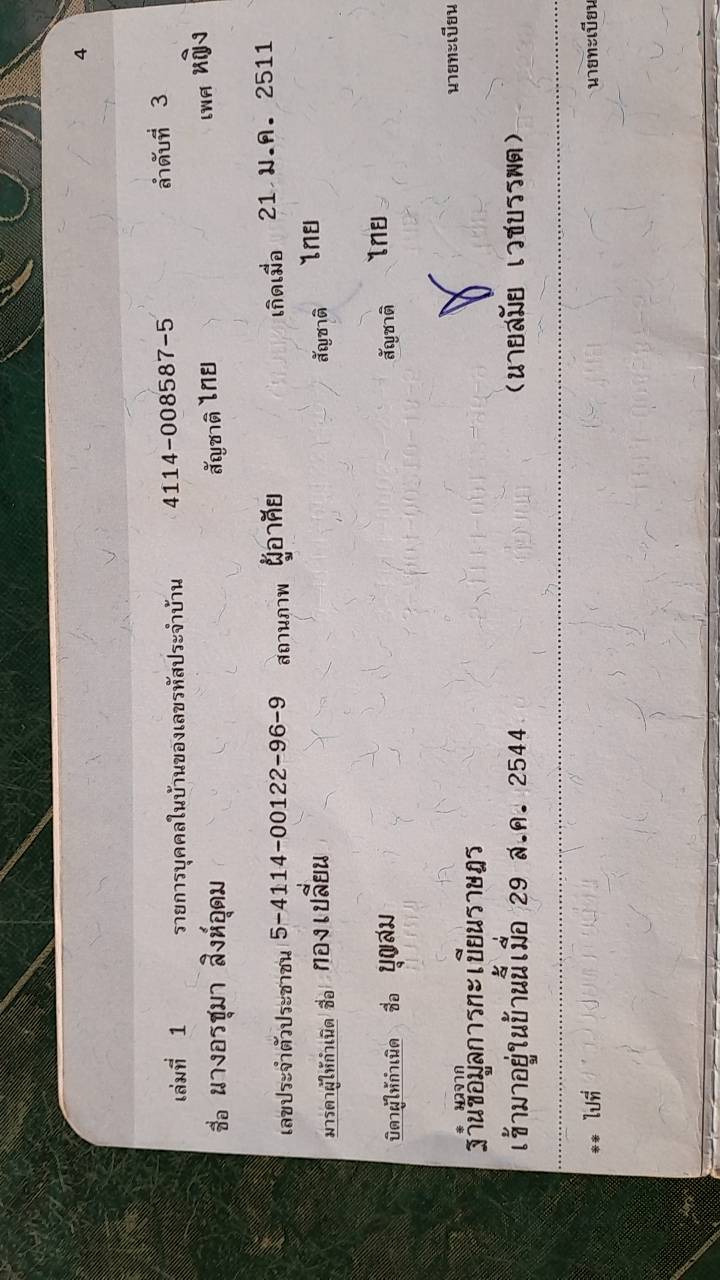 4
เล่มที่ 1 รายการบุคคลในบ้านของเลขรหัสประจำบ้าน 4114-008587-5 ลำดับที่ 3
ชื่อ นางอรชุมา สิงห์อุดม สัญชาติ ไทย เพศ หญิง
เลขประจำตัวประชาชน 5-4114-00122-96-9 สถานภาพ ผู้อาศัย เกิดเมื่อ 21 ม.ค. 2511
มารดาผู้ให้กำเนิด ชื่อ ทองเปลี่ยน สัญชาติ ไทย
บิดาผู้ให้กำเนิด ชื่อ บุญสม สัญชาติ ไทย
* มาจาก
ฐานข้อมูลการทะเบียนราษฎร นายทะเบียน
เข้ามาอยู่ในบ้านนี้เมื่อ 29 ส.ค. 2544 (นายสมัย เวชบรรพต)
** ไปที่ นายทะเบียน